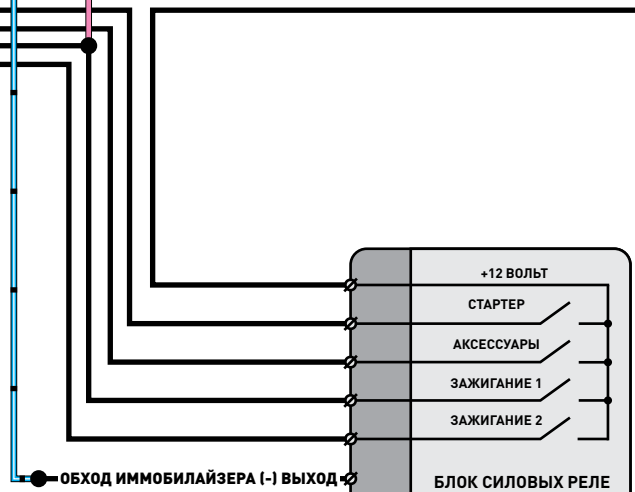 +12 ВОЛЬТ
СТАРТЕР
АКСЕССУАРЫ
ЗАЖИГАНИЕ 1
ЗАЖИГАНИЕ 2
ОБХОД ИММОБИЛАЙЗЕРА (-) ВЫХОД
БЛОК СИЛОВЫХ РЕЛЕ